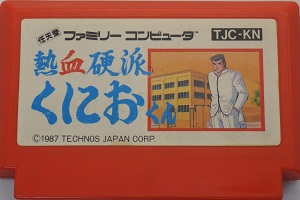 任天堂 ファミリー コンピュータ TJC-KN
熱血硬派
くにおくん
©1987 TECHNOS JAPAN CORP.